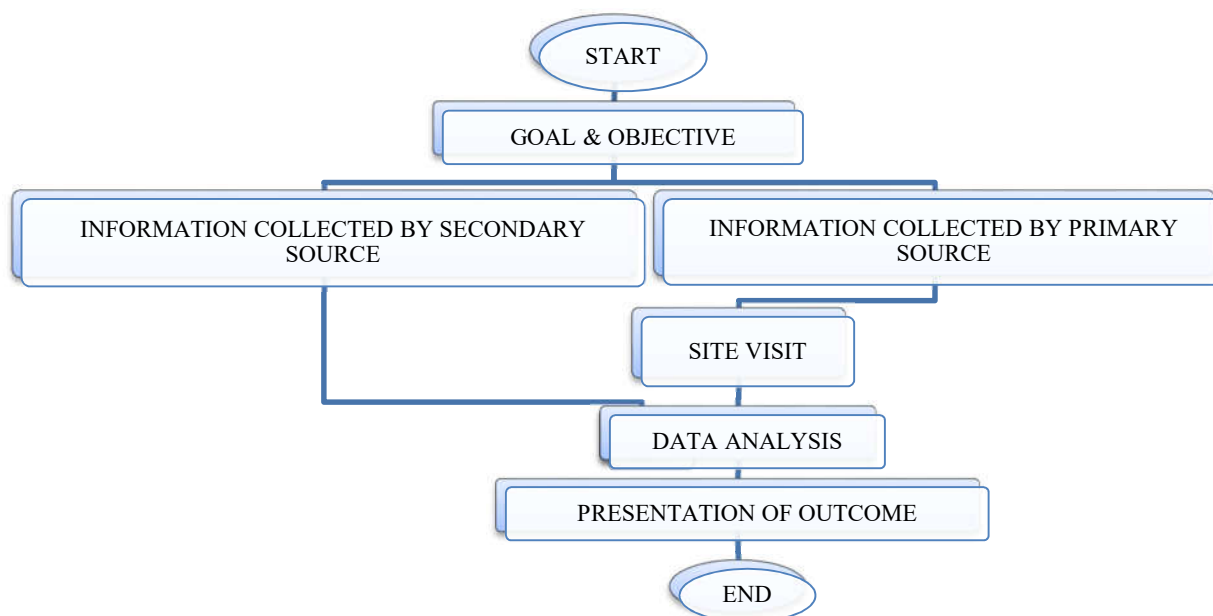 START
GOAL & OBJECTIVE
INFORMATION COLLECTED BY SECONDARY
SOURCE
INFORMATION COLLECTED BY PRIMARY
SOURCE
SITE VISIT
DATA ANALYSIS
PRESENTATION OF OUTCOME
END